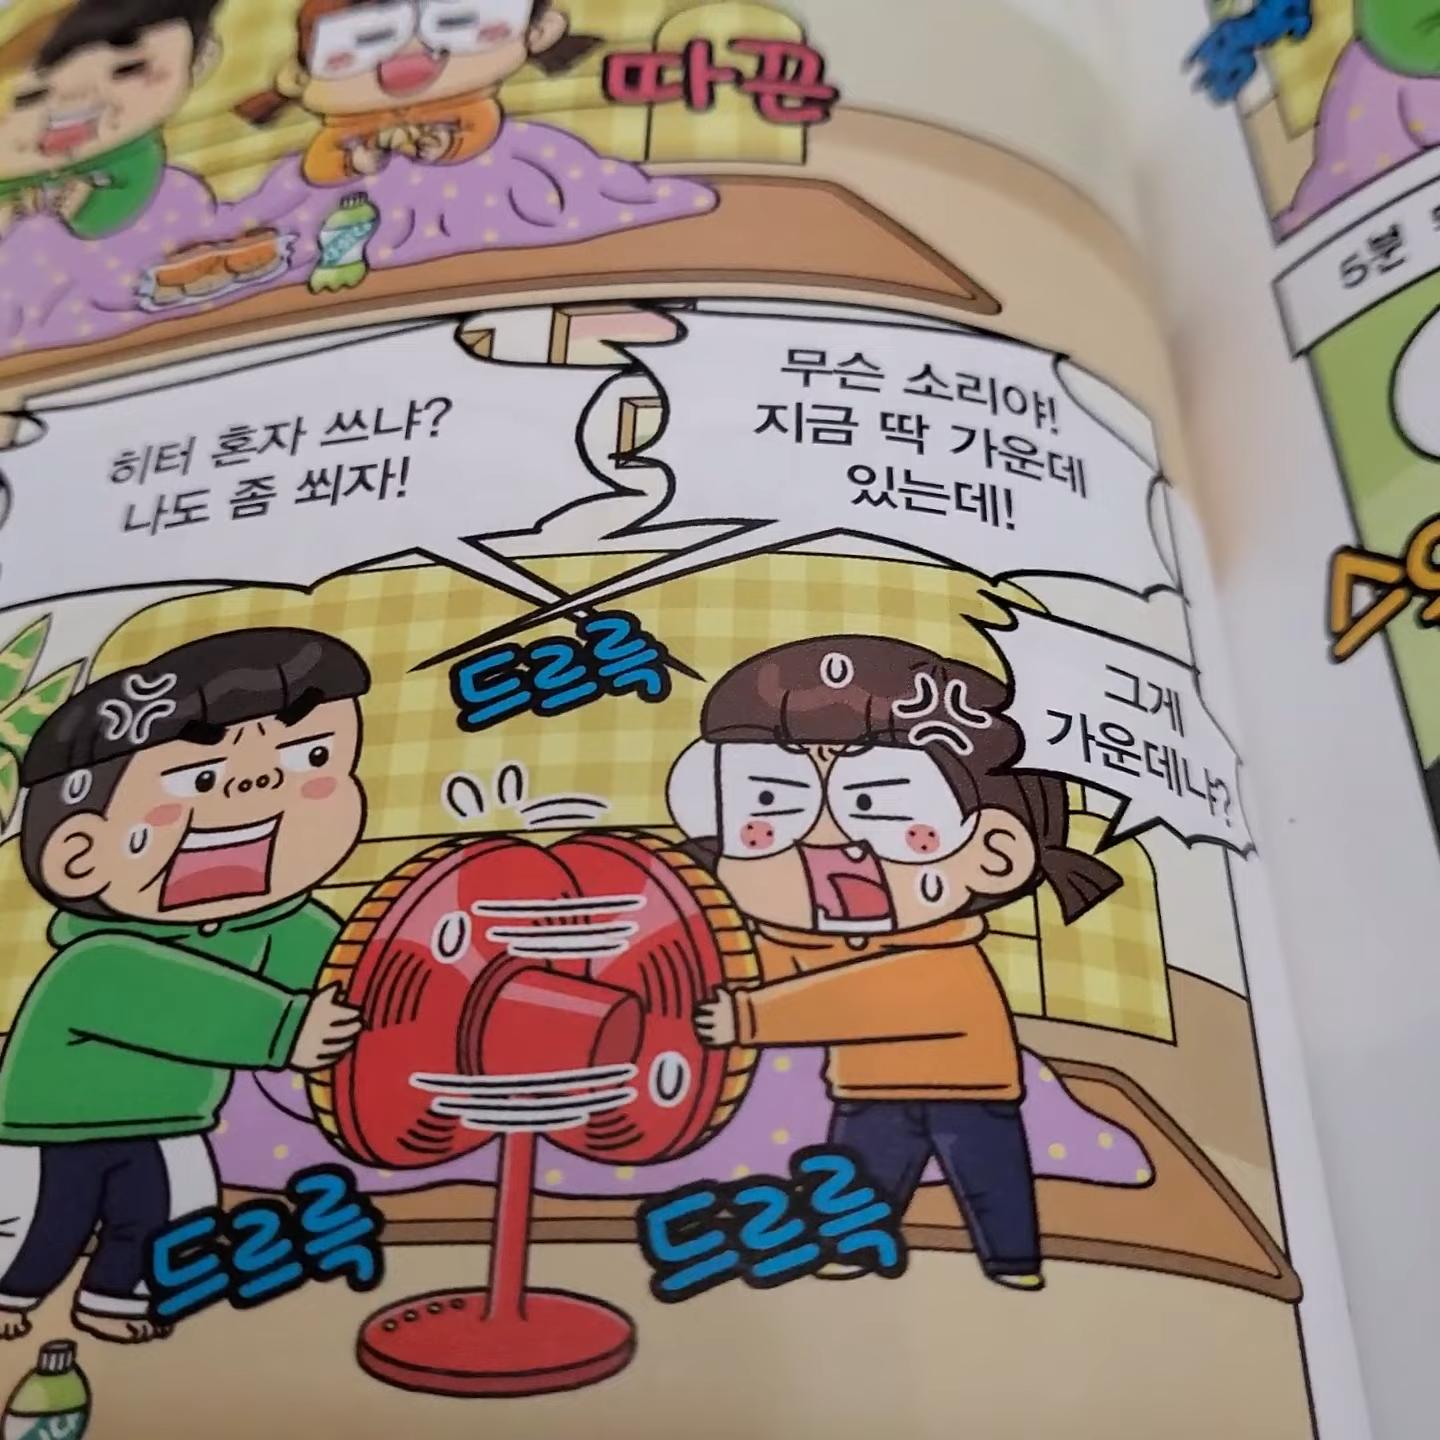 따끈
히터 혼자 쓰냐?
나도 좀 쐬자!
무슨 소리야!
지금 딱 가운데
있는데!
드르륵
그게
가운데냐?
드르륵
드르륵
5분